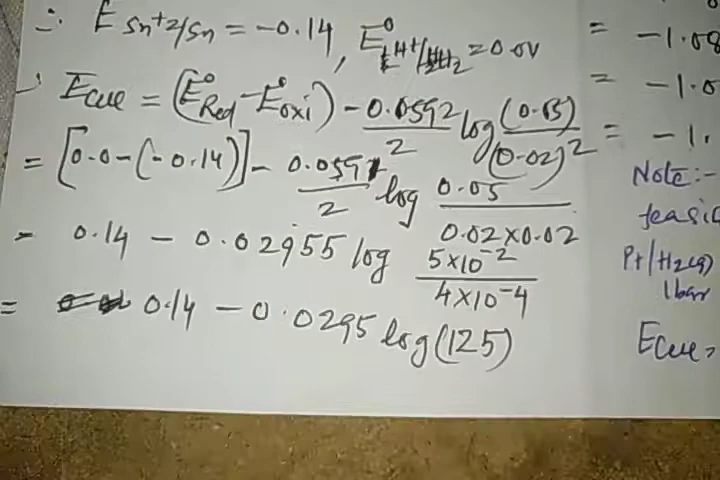 ∴ E Sn+2/Sn = -0.14, E° H+/H2 = 0.0V
∴ Ecell = (E°Red - E°oxi) - 0.0592/2 log (0.05)/(0.02)2
= [0.0-(-0.14)] - 0.0591/2 log 0.05/0.02×0.02
= 0.14 - 0.02955 log 5×10-2/4×10-4
= 0.14 - 0.0295 log(125)
= -1.08
= -1.0
= -1.
Note:-
feasi
Pt/H2(g)
1bar
Ecell =